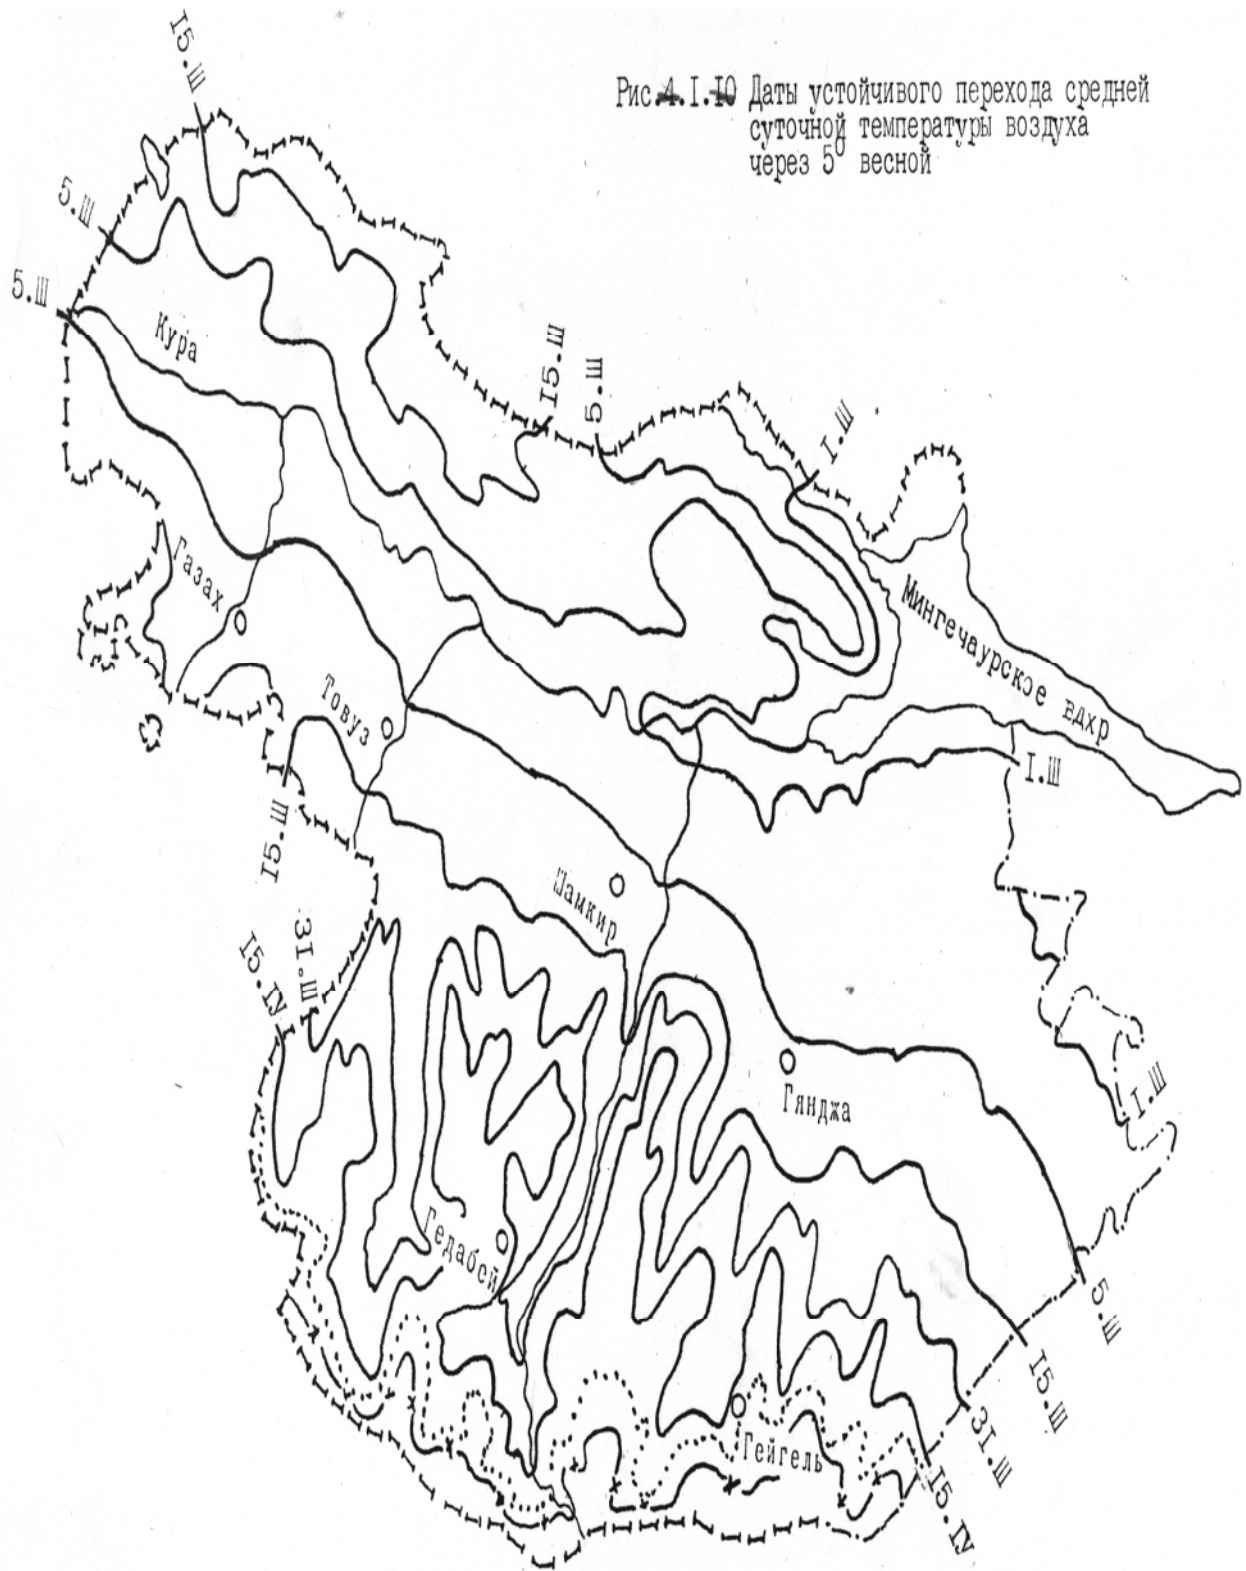 15.Ш
Рис.4.I.10 Даты устойчивого перехода средней
суточной температуры воздуха
через 5° весной
5.Ш
5.Ш
Кура
15.Ш
5.Ш
I.Ш
Газах
Мингечаурское вдхр
Товуз
I.Ш
15.Ш
Шамкир
31.Ш
15.IV
Гянджа
I.Ш
Гедабей
5.Ш
15.Ш
31.Ш
Гейгель
15.IV